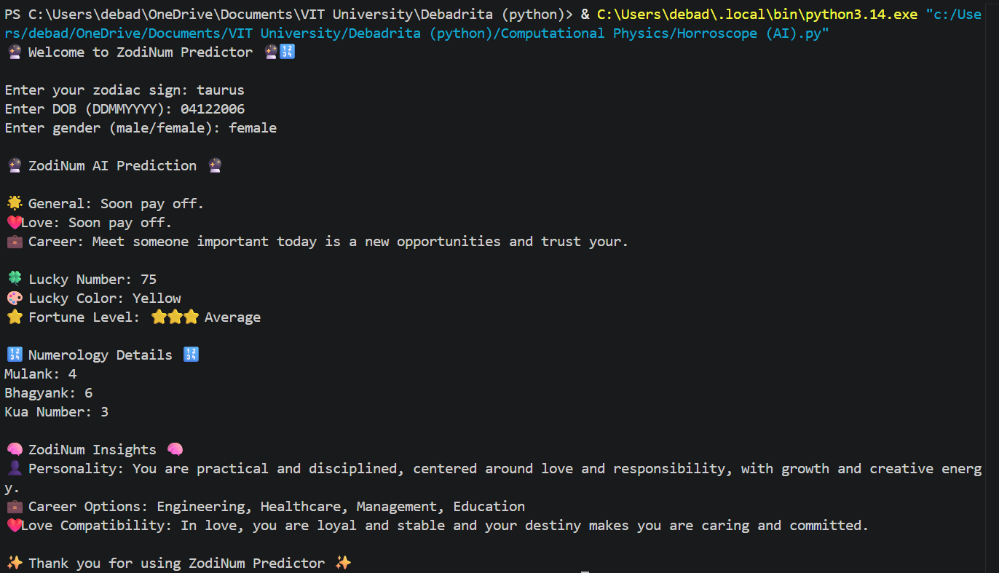 PS C:\Users\debad\OneDrive\Documents\VIT University\Debadrita (python)> & C:\Users\debad\.local\bin\python3.14.exe "c:/Use
rs/debad/OneDrive/Documents/VIT University/Debadrita (python)/Computational Physics/Horroscope (AI).py"
🔮 Welcome to ZodiNum Predictor 🔮🔢
Enter your zodiac sign: taurus
Enter DOB (DDMMYYYY): 04122006
Enter gender (male/female): female
🔮 ZodiNum AI Prediction 🔮
🌟 General: Soon pay off.
❤️Love: Soon pay off.
💼 Career: Meet someone important today is a new opportunities and trust your.
🍀 Lucky Number: 75
🎨 Lucky Color: Yellow
⭐ Fortune Level: ⭐⭐⭐ Average
🔢 Numerology Details 🔢
Mulank: 4
Bhagyank: 6
Kua Number: 3
🧠 ZodiNum Insights 🧠
👤 Personality: You are practical and disciplined, centered around love and responsibility, with growth and creative energ
y.
💼 Career Options: Engineering, Healthcare, Management, Education
❤️Love Compatibility: In love, you are loyal and stable and your destiny makes you are caring and committed.
✨ Thank you for using ZodiNum Predictor ✨